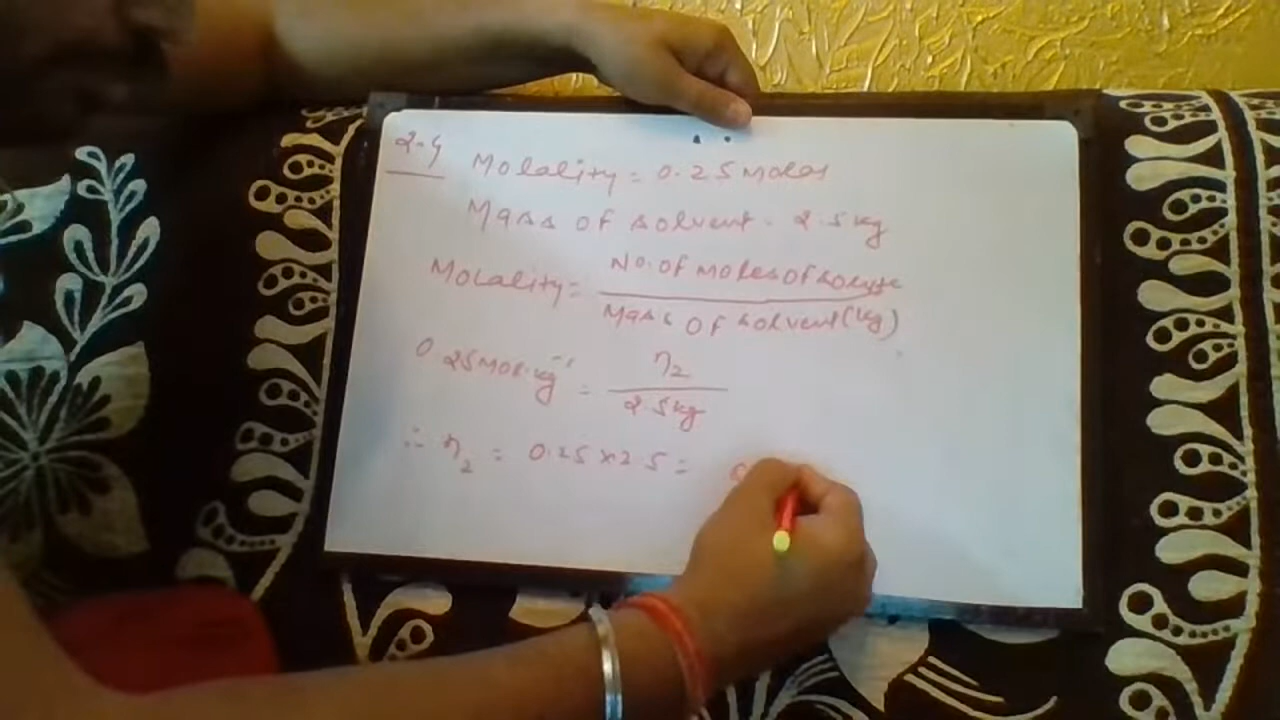 2.4
Molality = 0.25 moles
Mass of solvent - 2.5 kg
Molality = No. of moles of solute / Mass of solvent (kg)
0.25 mol kg⁻¹ = n₂ / 2.5 kg
∴ n₂ = 0.25 × 2.5 = 0